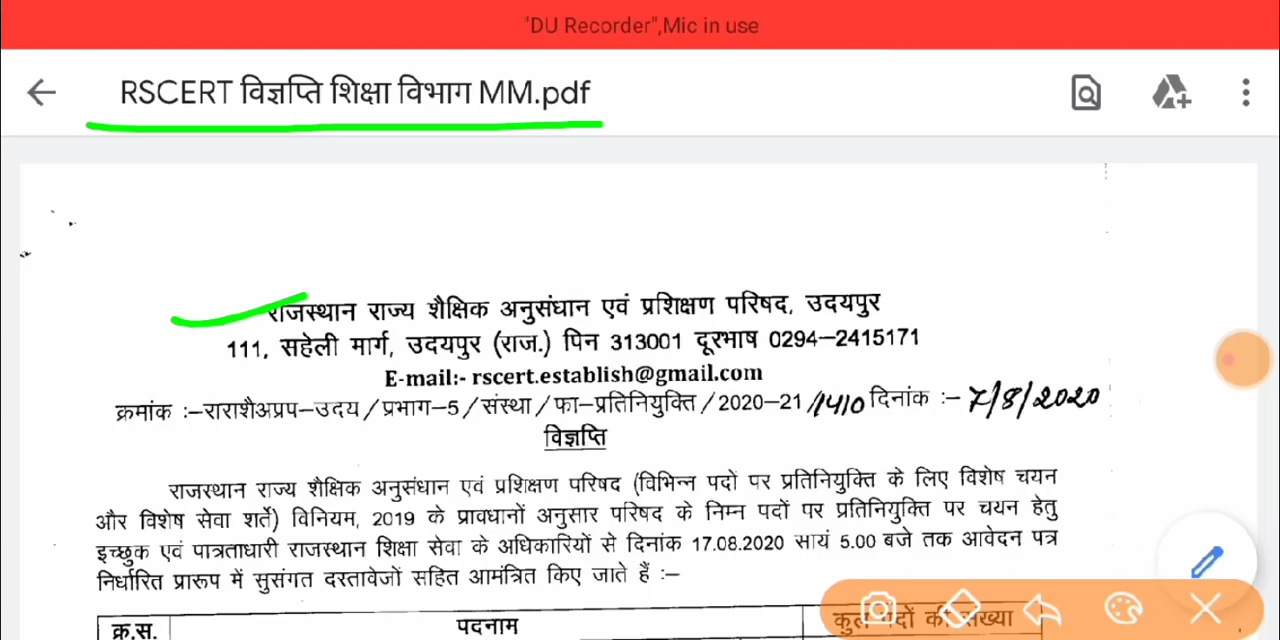 "DU Recorder",Mic in use
RSCERT विज्ञप्ति शिक्षा विभाग MM.pdf
राजस्थान राज्य शैक्षिक अनुसंधान एवं प्रशिक्षण परिषद, उदयपुर
111, सहेली मार्ग, उदयपुर (राज.) पिन 313001 दूरभाष 0294-2415171
E-mail:- rscert.establish@gmail.com
क्रमांक :-राराशैअप्रप-उदय/प्रभाग-5/संस्था/फा-प्रतिनियुक्ति/2020-21/1410 दिनांक :- 7/8/2020
विज्ञप्ति
राजस्थान राज्य शैक्षिक अनुसंधान एवं प्रशिक्षण परिषद (विभिन्न पदों पर प्रतिनियुक्ति के लिए विशेष चयन
और विशेष सेवा शर्ते) विनियम, 2019 के प्रावधानों अनुसार परिषद के निम्न पदों पर प्रतिनियुक्ति पर चयन हेतु
इच्छुक एवं पात्रताधारी राजस्थान शिक्षा सेवा के अधिकारियों से दिनांक 17.08.2020 सायं 5.00 बजे तक आवेदन पत्र
निर्धारित प्रारूप में सुसंगत दस्तावेजों सहित आमंत्रित किए जाते हैं :-
क्र.स. पदनाम कुल पदों की संख्या